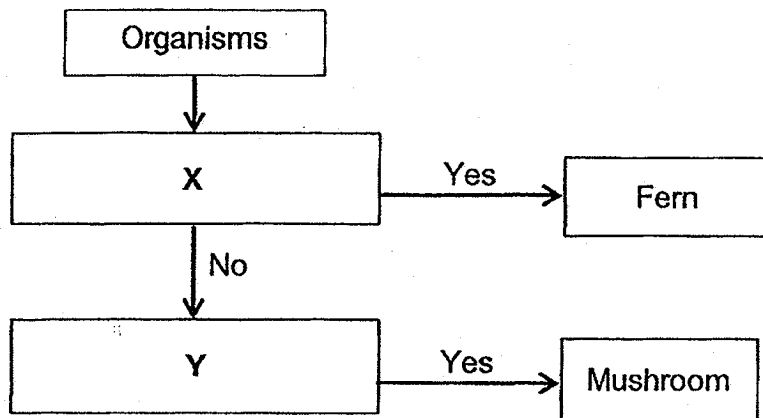 Organisms
X
Yes
Fern
No
Y
Yes
Mushroom